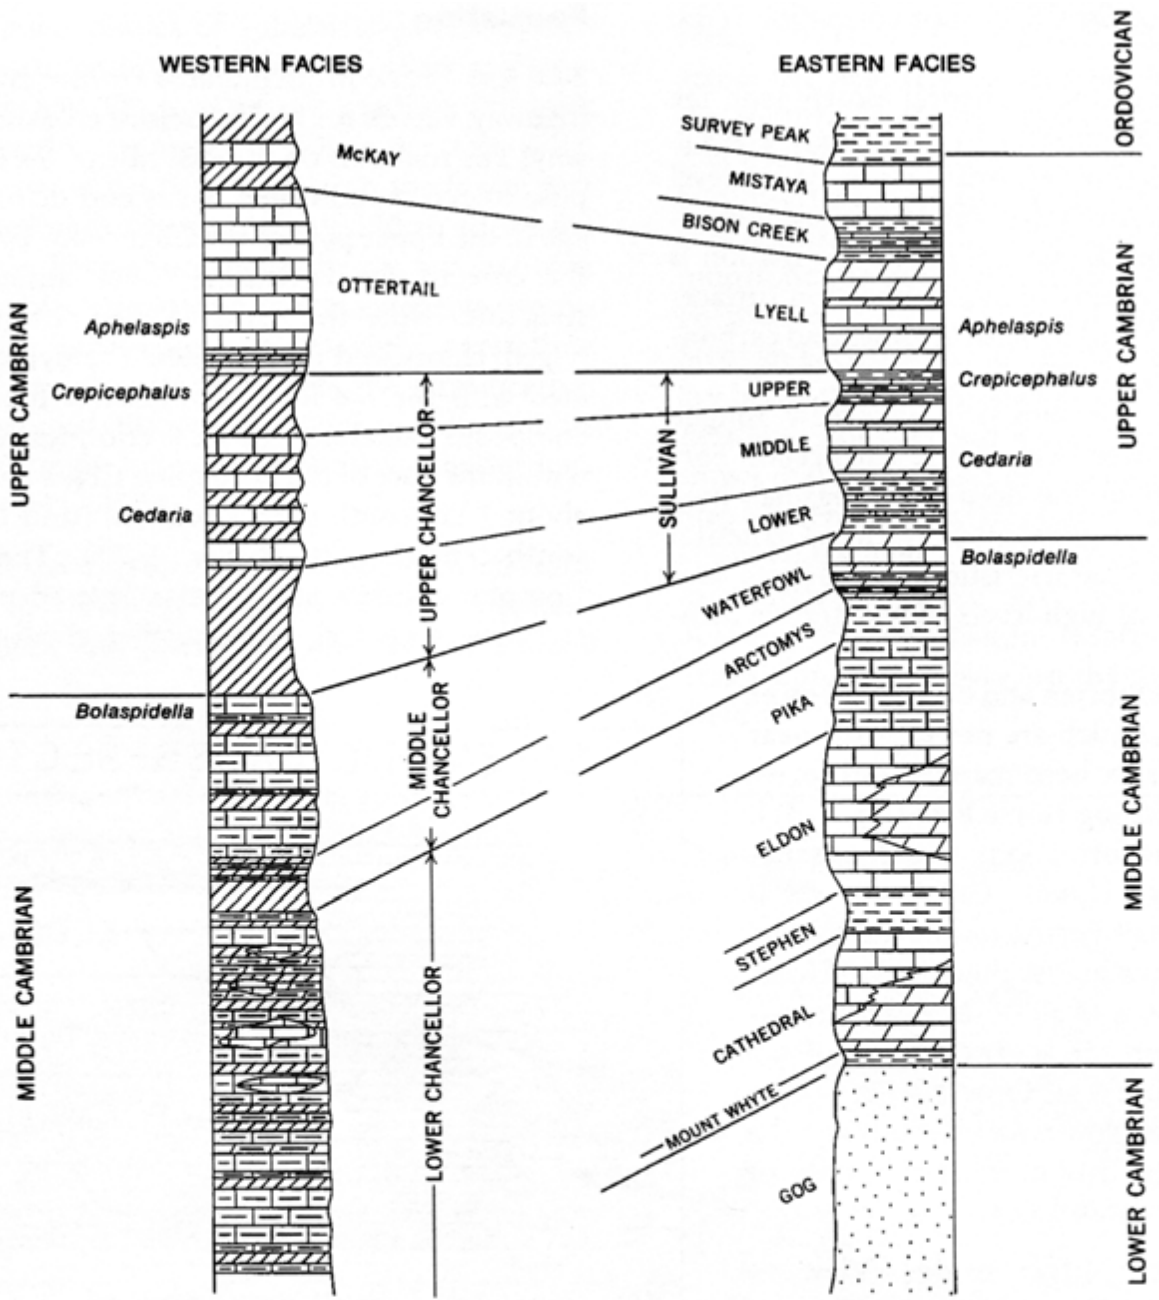 WESTERN FACIES
EASTERN FACIES
ORDOVICIAN
UPPER CAMBRIAN
MIDDLE CAMBRIAN
Aphelaspis
Crepicephalus
Cedaria
Bolaspidella
McKAY
OTTERTAIL
UPPER CHANCELLOR
MIDDLE
CHANCELLOR
LOWER CHANCELLOR
SULLIVAN
SURVEY PEAK
MISTAYA
BISON CREEK
LYELL
UPPER
MIDDLE
LOWER
WATERFOWL
ARCTOMYS
PIKA
ELDON
STEPHEN
CATHEDRAL
MOUNT WHYTE
GOG
Aphelaspis
Crepicephalus
Cedaria
Bolaspidella
UPPER CAMBRIAN
MIDDLE CAMBRIAN
LOWER CAMBRIAN